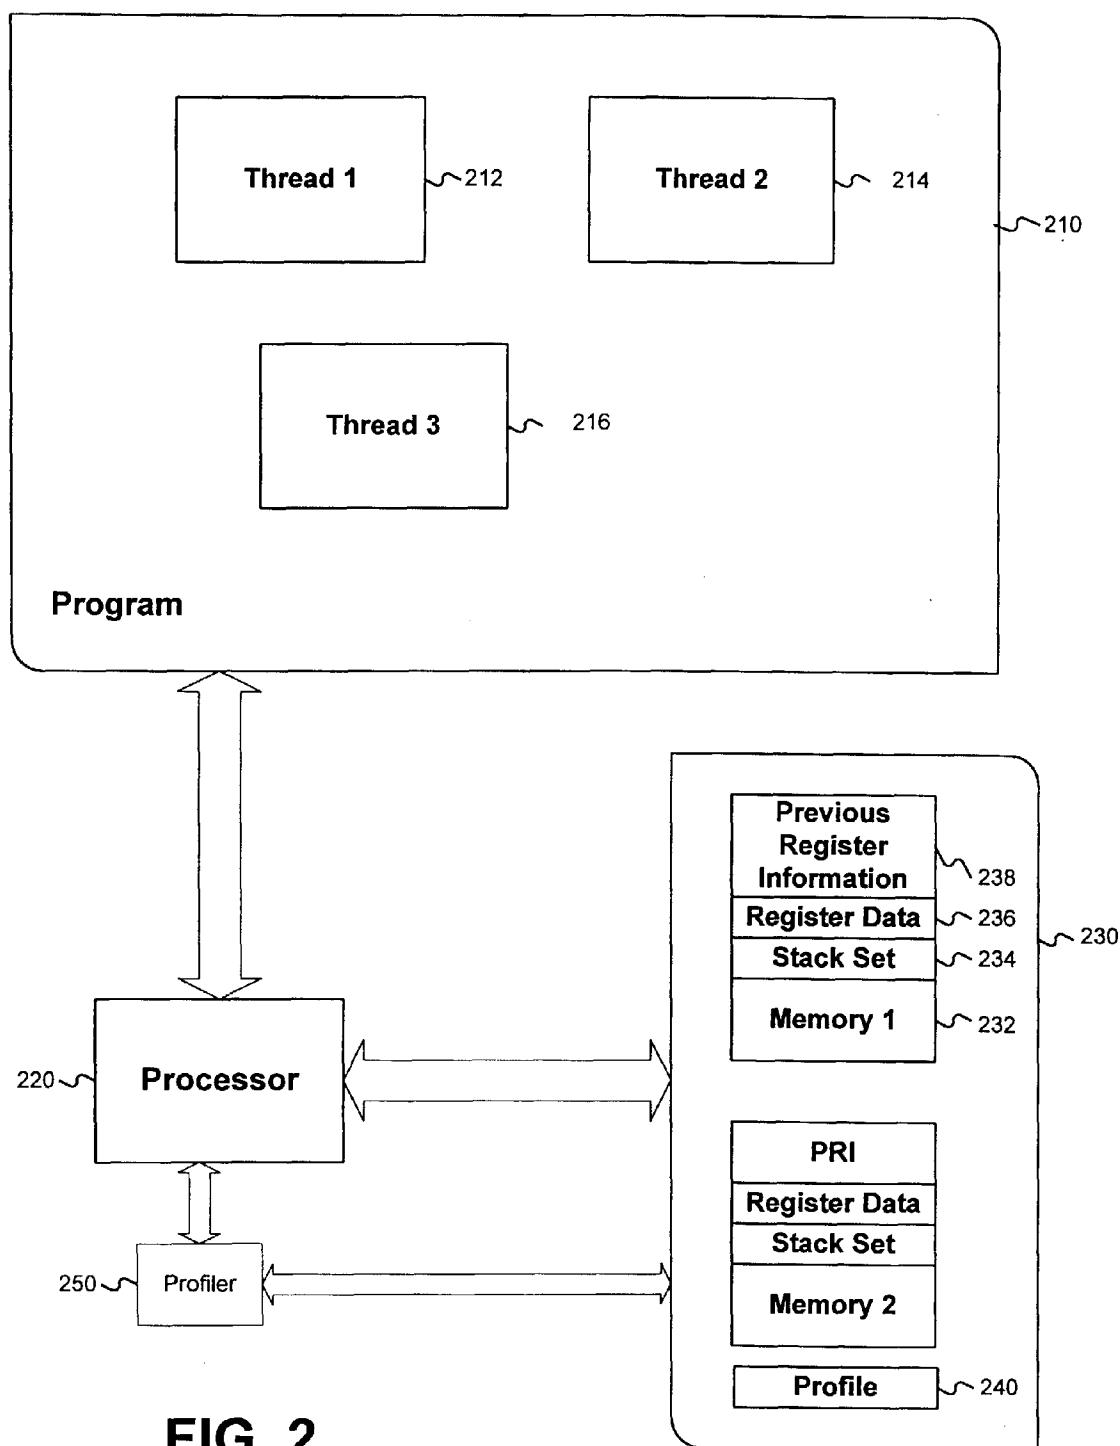 Thread 1
212
Thread 2
214
210
Thread 3
216
Program
Previous
Register
Information
238
Register Data
236
230
Stack Set
234
Memory 1
232
220
Processor
PRI
Register Data
Stack Set
250
Profiler
Memory 2
Profile
240
FIG. 2